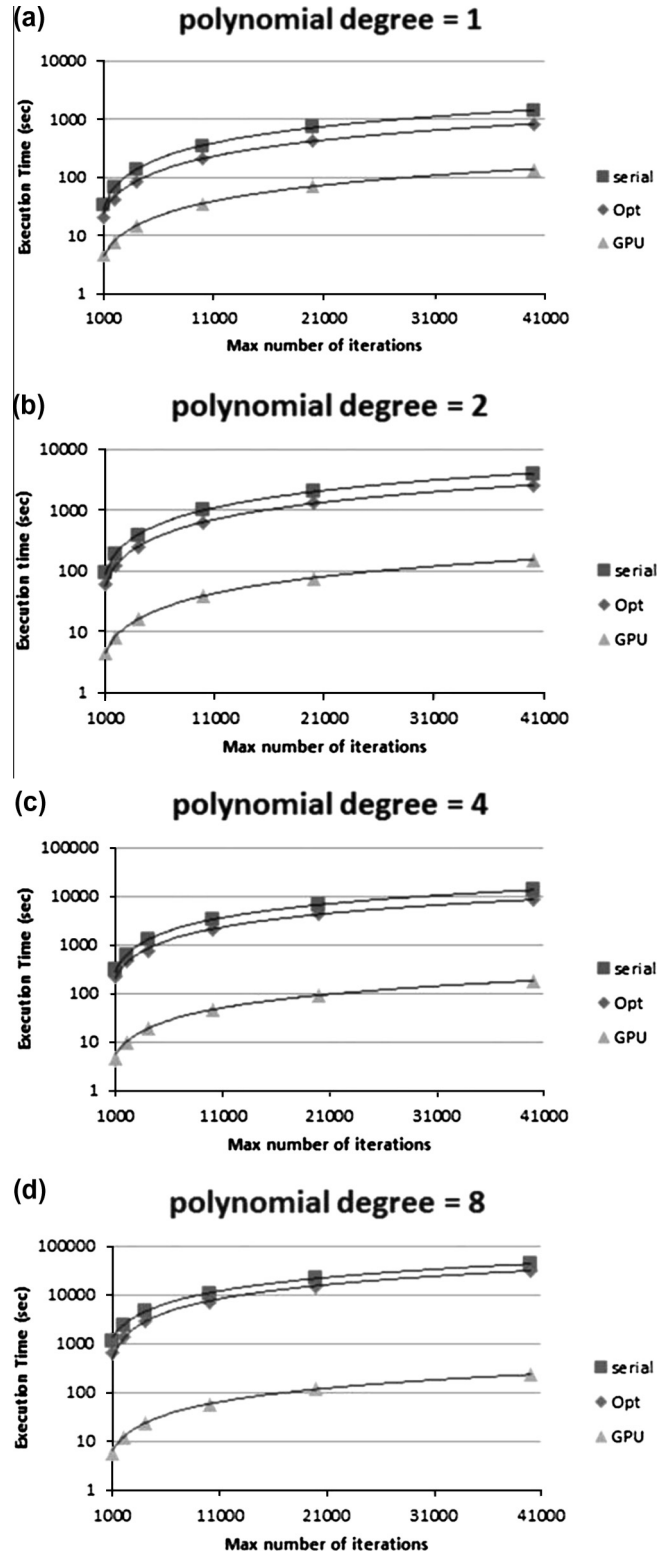 (a)
polynomial degree = 1
Execution Time (sec)
10000
1000
100
10
1
1000 11000 21000 31000 41000
Max number of iterations
serial
Opt
GPU
(b)
polynomial degree = 2
Execution time (sec)
10000
1000
100
10
1
1000 11000 21000 31000 41000
Max number of iterations
serial
Opt
GPU
(c)
polynomial degree = 4
Execution Time (sec)
100000
10000
1000
100
10
1
1000 11000 21000 31000 41000
Max number of iterations
serial
Opt
GPU
(d)
polynomial degree = 8
Execution Time (sec)
100000
10000
1000
100
10
1
1000 11000 21000 31000 41000
Max number of iterations
serial
Opt
GPU